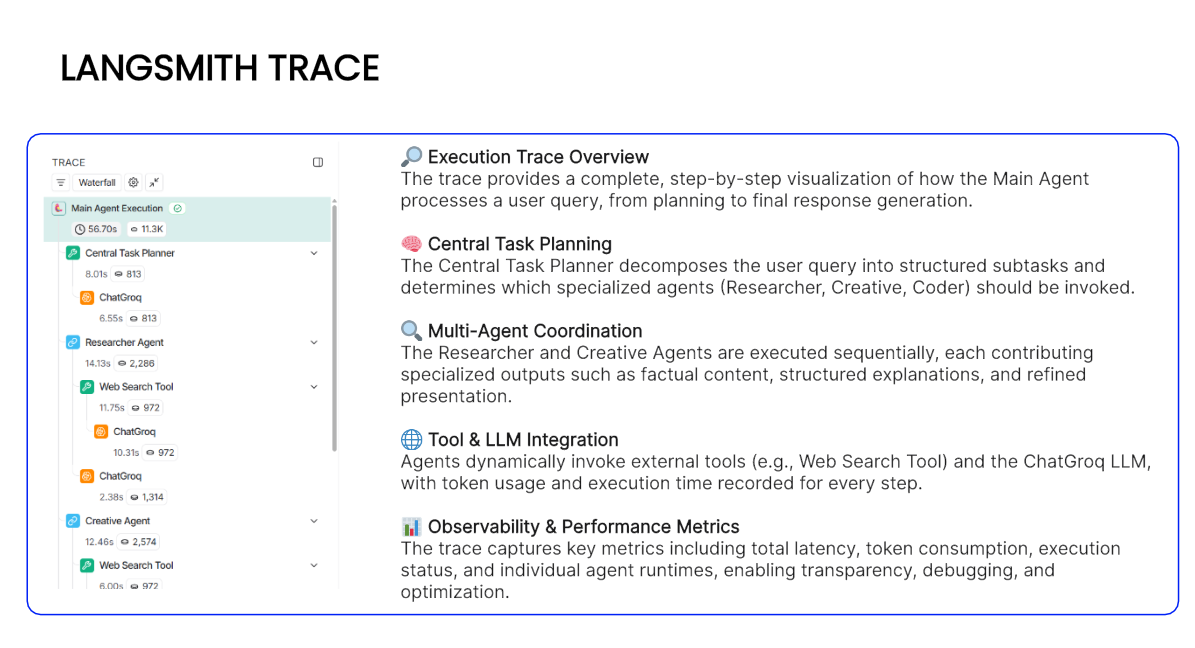 LANGSMITH TRACE
TRACE
Waterfall
Main Agent Execution
56.70s 11.3K
Central Task Planner
8.01s 813
ChatGroq
6.55s 813
Researcher Agent
14.13s 2,286
Web Search Tool
11.75s 972
ChatGroq
10.31s 972
ChatGroq
2.38s 1,314
Creative Agent
12.46s 2,574
Web Search Tool
6.00s 972
Execution Trace Overview
The trace provides a complete, step-by-step visualization of how the Main Agent
processes a user query, from planning to final response generation.
Central Task Planning
The Central Task Planner decomposes the user query into structured subtasks and
determines which specialized agents (Researcher, Creative, Coder) should be invoked.
Multi-Agent Coordination
The Researcher and Creative Agents are executed sequentially, each contributing
specialized outputs such as factual content, structured explanations, and refined
presentation.
Tool & LLM Integration
Agents dynamically invoke external tools (e.g., Web Search Tool) and the ChatGroq LLM,
with token usage and execution time recorded for every step.
Observability & Performance Metrics
The trace captures key metrics including total latency, token consumption, execution
status, and individual agent runtimes, enabling transparency, debugging, and
optimization.